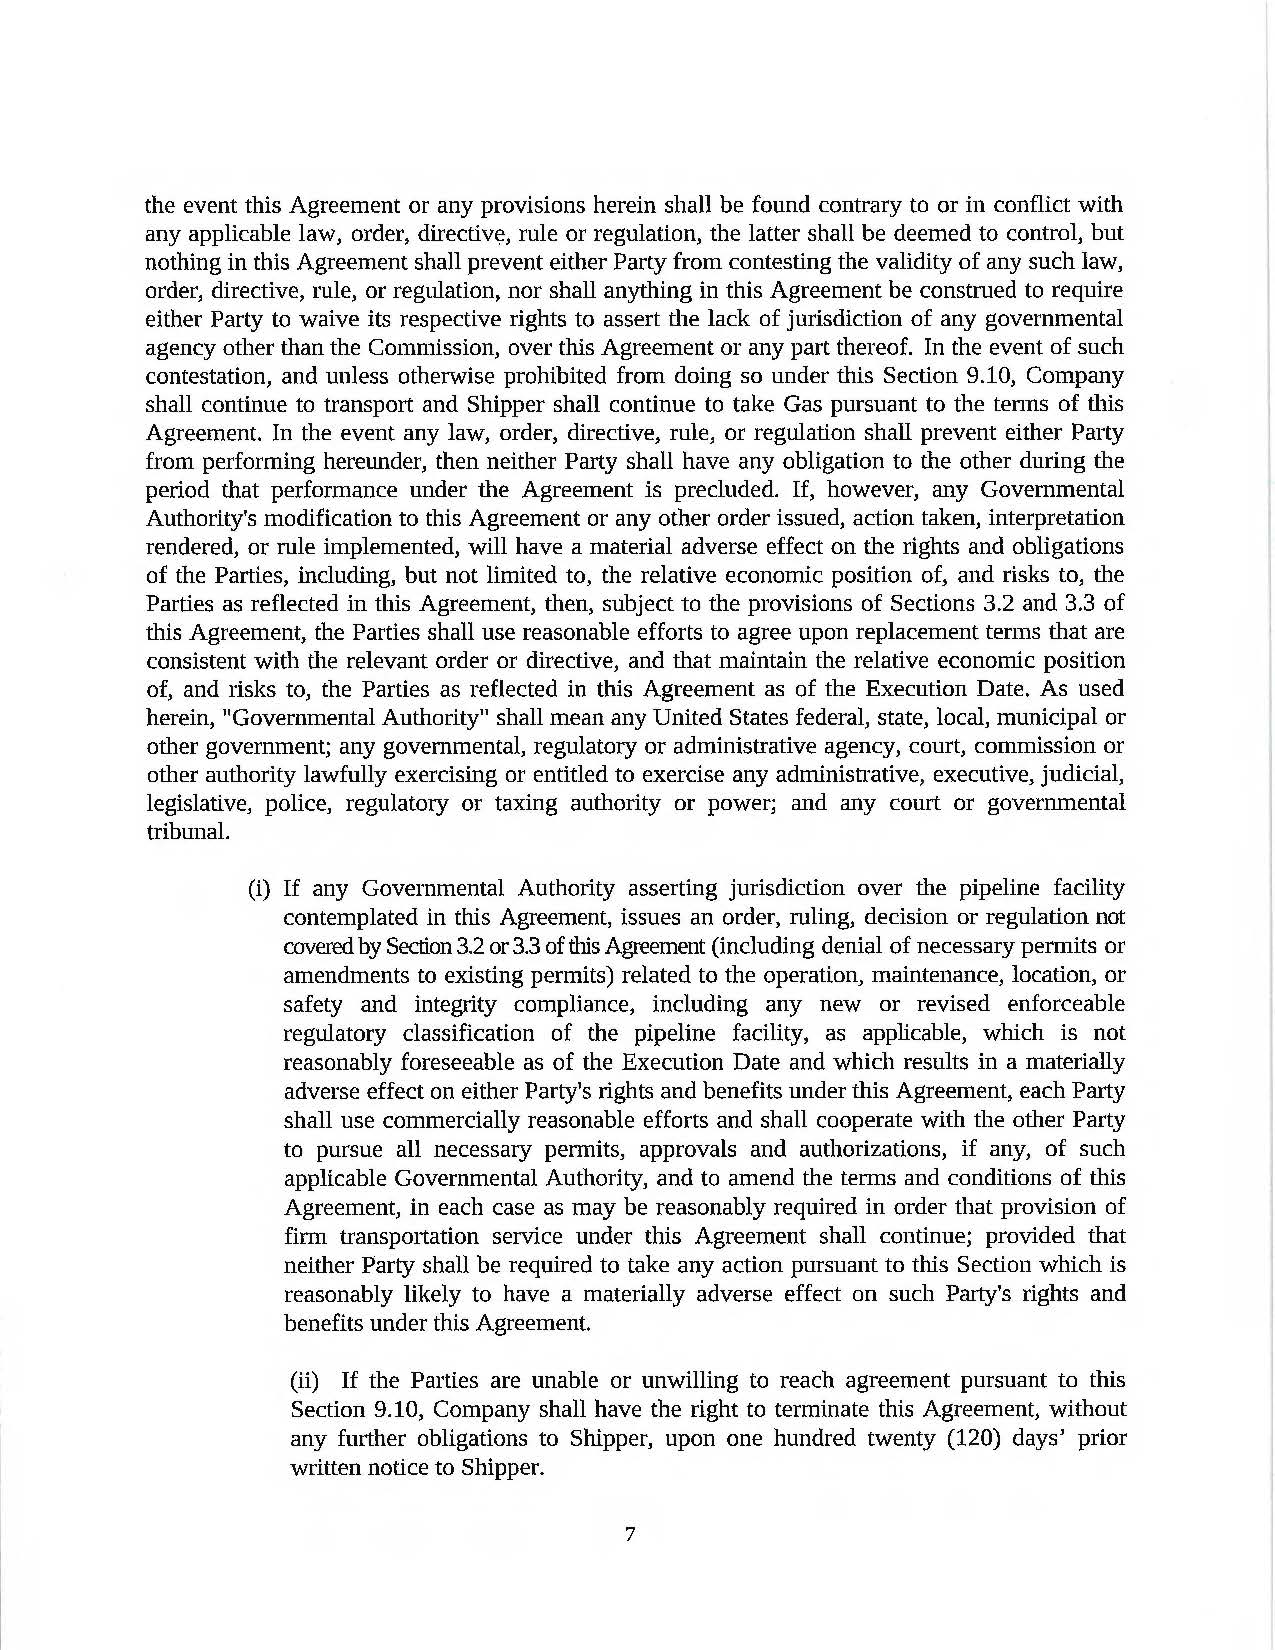 the event this Agreement or any provisions herein shall be found contrary to or in conflict with
any applicable law, order, directive, rule or regulation, the latter shall be deemed to control, but
nothing in this Agreement shall prevent either Party from contesting the validity of any such law,
order, directive, rule, or regulation, nor shall anything in this Agreement be construed to require
either Party to waive its respective rights to assert the lack of jurisdiction of any governmental
agency other than the Commission, over this Agreement or any part thereof. In the event of such
contestation, and unless otherwise prohibited from doing so under this Section 9.10, Company
shall continue to transport and Shipper shall continue to take Gas pursuant to the terms of this
Agreement. In the event any law, order, directive, rule, or regulation shall prevent either Party
from performing hereunder, then neither Party shall have any obligation to the other during the
period that performance under the Agreement is precluded. If, however, any Governmental
Authority's modification to this Agreement or any other order issued, action taken, interpretation
rendered, or rule implemented, will have a material adverse effect on the rights and obligations
of the Parties, including, but not limited to, the relative economic position of, and risks to, the
Parties as reflected in this Agreement, then, subject to the provisions of Sections 3.2 and 3.3 of
this Agreement, the Parties shall use reasonable efforts to agree upon replacement terms that are
consistent with the relevant order or directive, and that maintain the relative economic position
of, and risks to, the Parties as reflected in this Agreement as of the Execution Date. As used
herein, "Governmental Authority" shall mean any United States federal, state, local, municipal or
other government; any governmental, regulatory or administrative agency, court, commission or
other authority lawfully exercising or entitled to exercise any administrative, executive, judicial,
legislative, police, regulatory or taxing authority or power; and any court or governmental
tribunal.
(i) If any Governmental Authority asserting jurisdiction over the pipeline facility
contemplated in this Agreement, issues an order, ruling, decision or regulation not
covered by Section 3.2 or 3.3 of this Agreement (including denial of necessary permits or
amendments to existing permits) related to the operation, maintenance, location, or
safety and integrity compliance, including any new or revised enforceable
regulatory classification of the pipeline facility, as applicable, which is not
reasonably foreseeable as of the Execution Date and which results in a materially
adverse effect on either Party's rights and benefits under this Agreement, each Party
shall use commercially reasonable efforts and shall cooperate with the other Party
to pursue all necessary permits, approvals and authorizations, if any, of such
applicable Governmental Authority, and to amend the terms and conditions of this
Agreement, in each case as may be reasonably required in order that provision of
firm transportation service under this Agreement shall continue; provided that
neither Party shall be required to take any action pursuant to this Section which is
reasonably likely to have a materially adverse effect on such Party's rights and
benefits under this Agreement.
(ii) If the Parties are unable or unwilling to reach agreement pursuant to this
Section 9.10, Company shall have the right to terminate this Agreement, without
any further obligations to Shipper, upon one hundred twenty (120) days’ prior
written notice to Shipper.
7